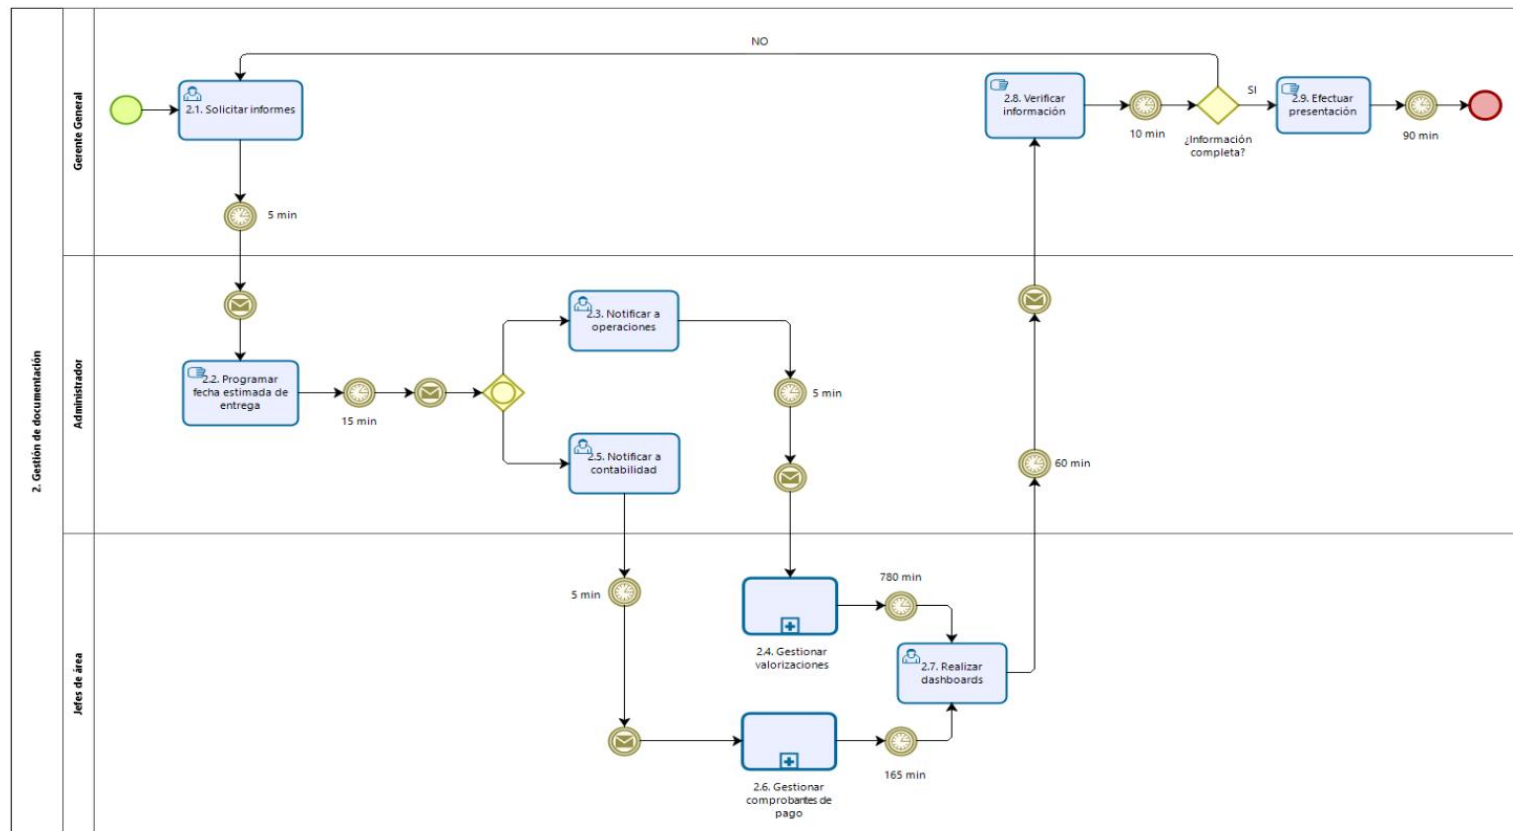 2. Gestión de documentación
Gerente General
NO
2.1. Solicitar informes
5 min
2.8. Verificar
información
10 min
¿Información
completa?
SI
2.9. Efectuar
presentación
90 min
Administrador
2.2. Programar
fecha estimada de
entrega
15 min
2.3. Notificar a
operaciones
5 min
2.5. Notificar a
contabilidad
60 min
Jefes de área
5 min
2.4. Gestionar
valorizaciones
780 min
2.7. Realizar
dashboards
2.6. Gestionar
comprobantes de
pago
165 min